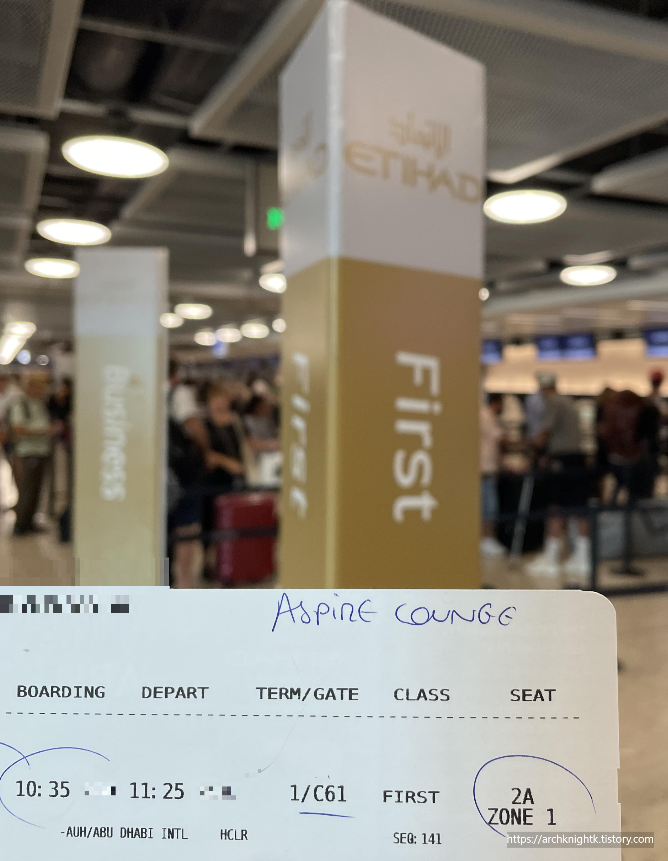 الإتحاد
ETIHAD
First
First
Business
ASPIRE LOUNGE
BOARDING DEPART TERM/GATE CLASS SEAT
10:35 11:25 1/C61 FIRST 2A
ZONE 1
-AUH/ABU DHABI INTL HCLR SEQ: 141
https://archknightk.tistory.com